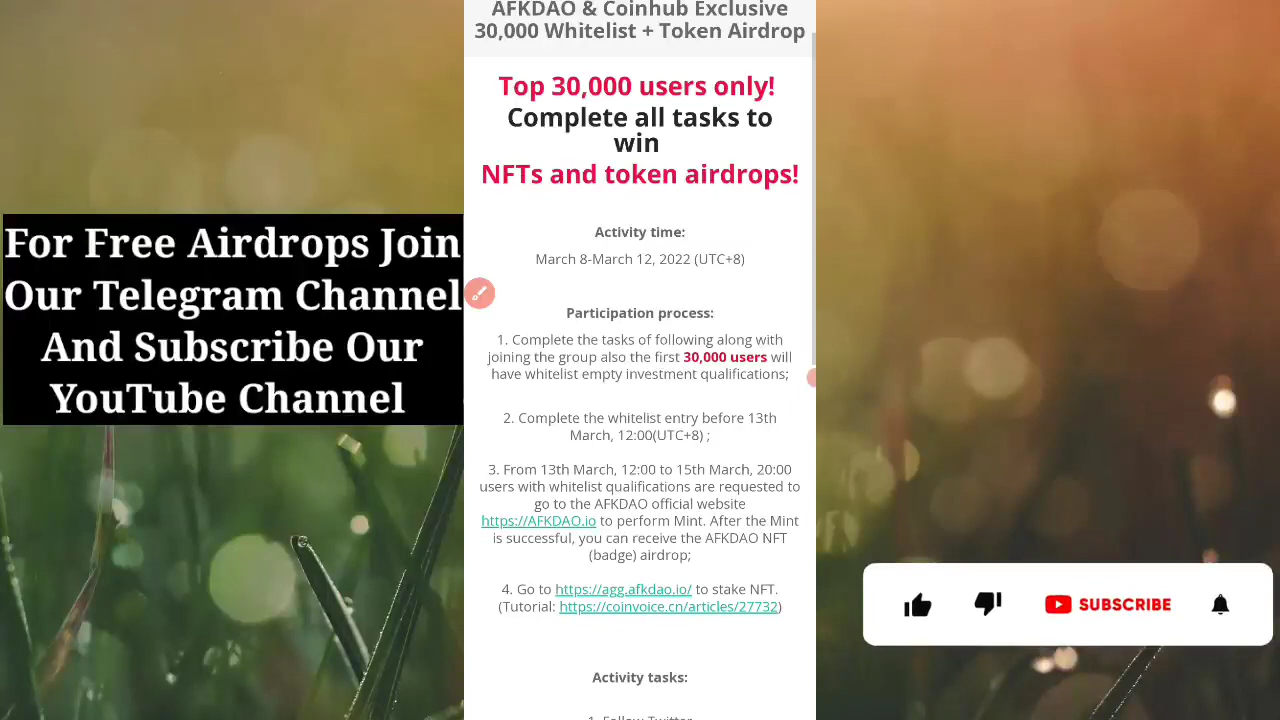 AFKDAO & Coinhub Exclusive
30,000 Whitelist + Token Airdrop
Top 30,000 users only!
Complete all tasks to
win
NFTs and token airdrops!
Activity time:
March 8-March 12, 2022 (UTC+8)
Participation process:
1. Complete the tasks of following along with
joining the group also the first 30,000 users will
have whitelist empty investment qualifications;
2. Complete the whitelist entry before 13th
March, 12:00(UTC+8) ;
3. From 13th March, 12:00 to 15th March, 20:00
users with whitelist qualifications are requested to
go to the AFKDAO official website
https://AFKDAO.io to perform Mint. After the Mint
is successful, you can receive the AFKDAO NFT
(badge) airdrop;
4. Go to https://agg.afkdao.io/ to stake NFT.
(Tutorial: https://coinvoice.cn/articles/27732)
Activity tasks:
1. Follow Twitter
For Free Airdrops Join
Our Telegram Channel
And Subscribe Our
YouTube Channel
SUBSCRIBE